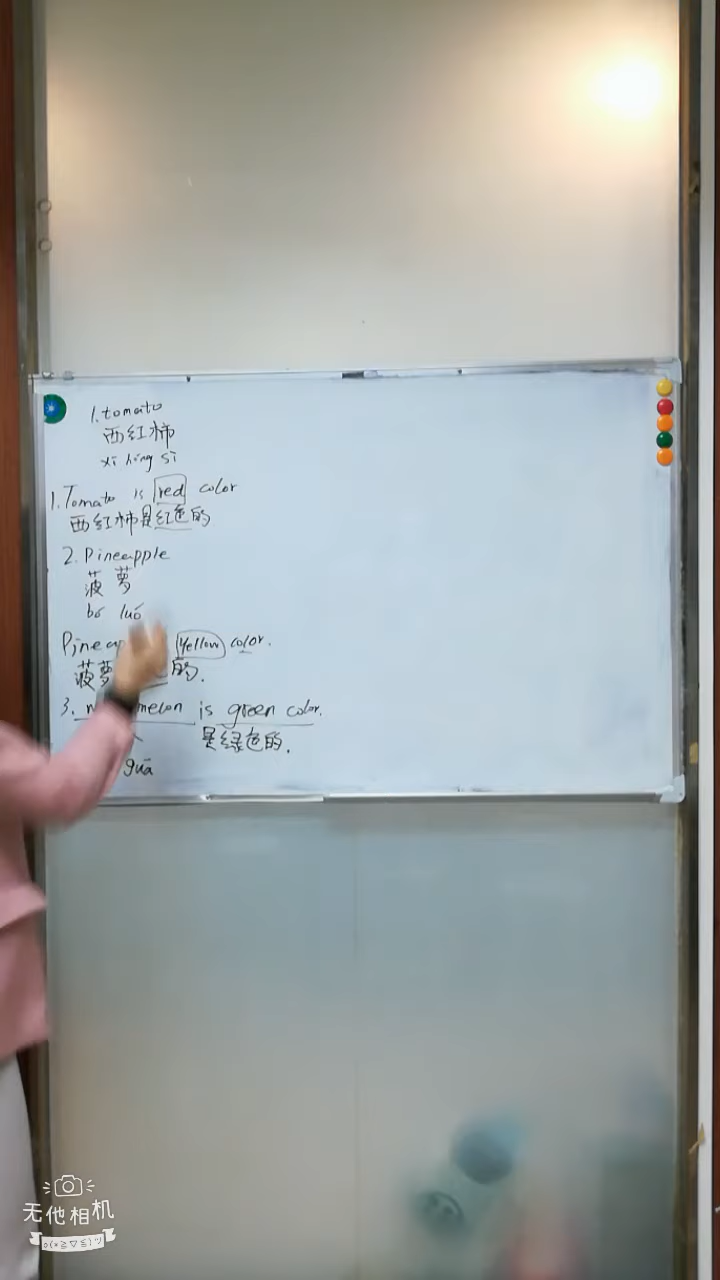 1. tomato
西红柿
xī hóng sì
1. Tomato is red color
西红柿是红色的
2. Pineapple
菠萝
bō luó
yellow color.
菠萝 的.
3. melon is green color.
是绿色的.
guā
无他相机